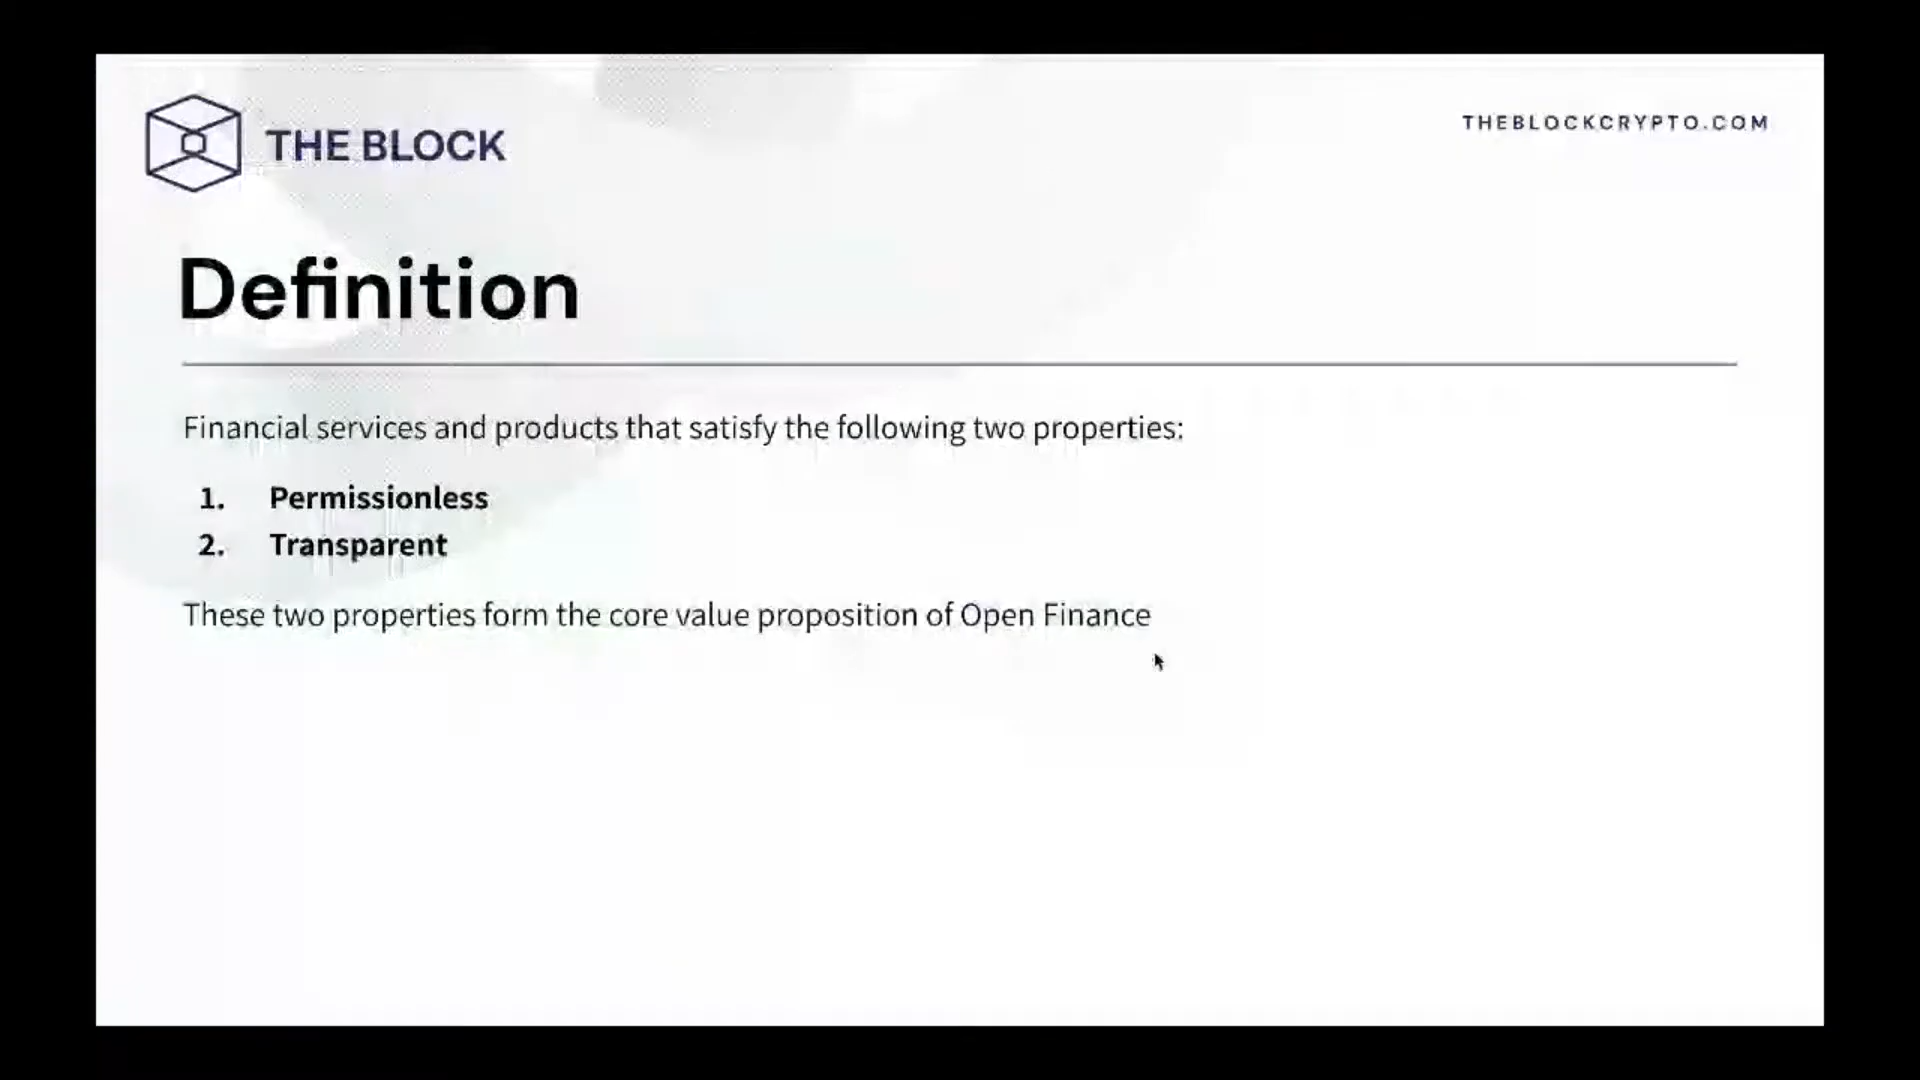 THE BLOCK
THEBLOCKCRYPTO.COM
Definition
Financial services and products that satisfy the following two properties:
1. Permissionless
2. Transparent
These two properties form the core value proposition of Open Finance